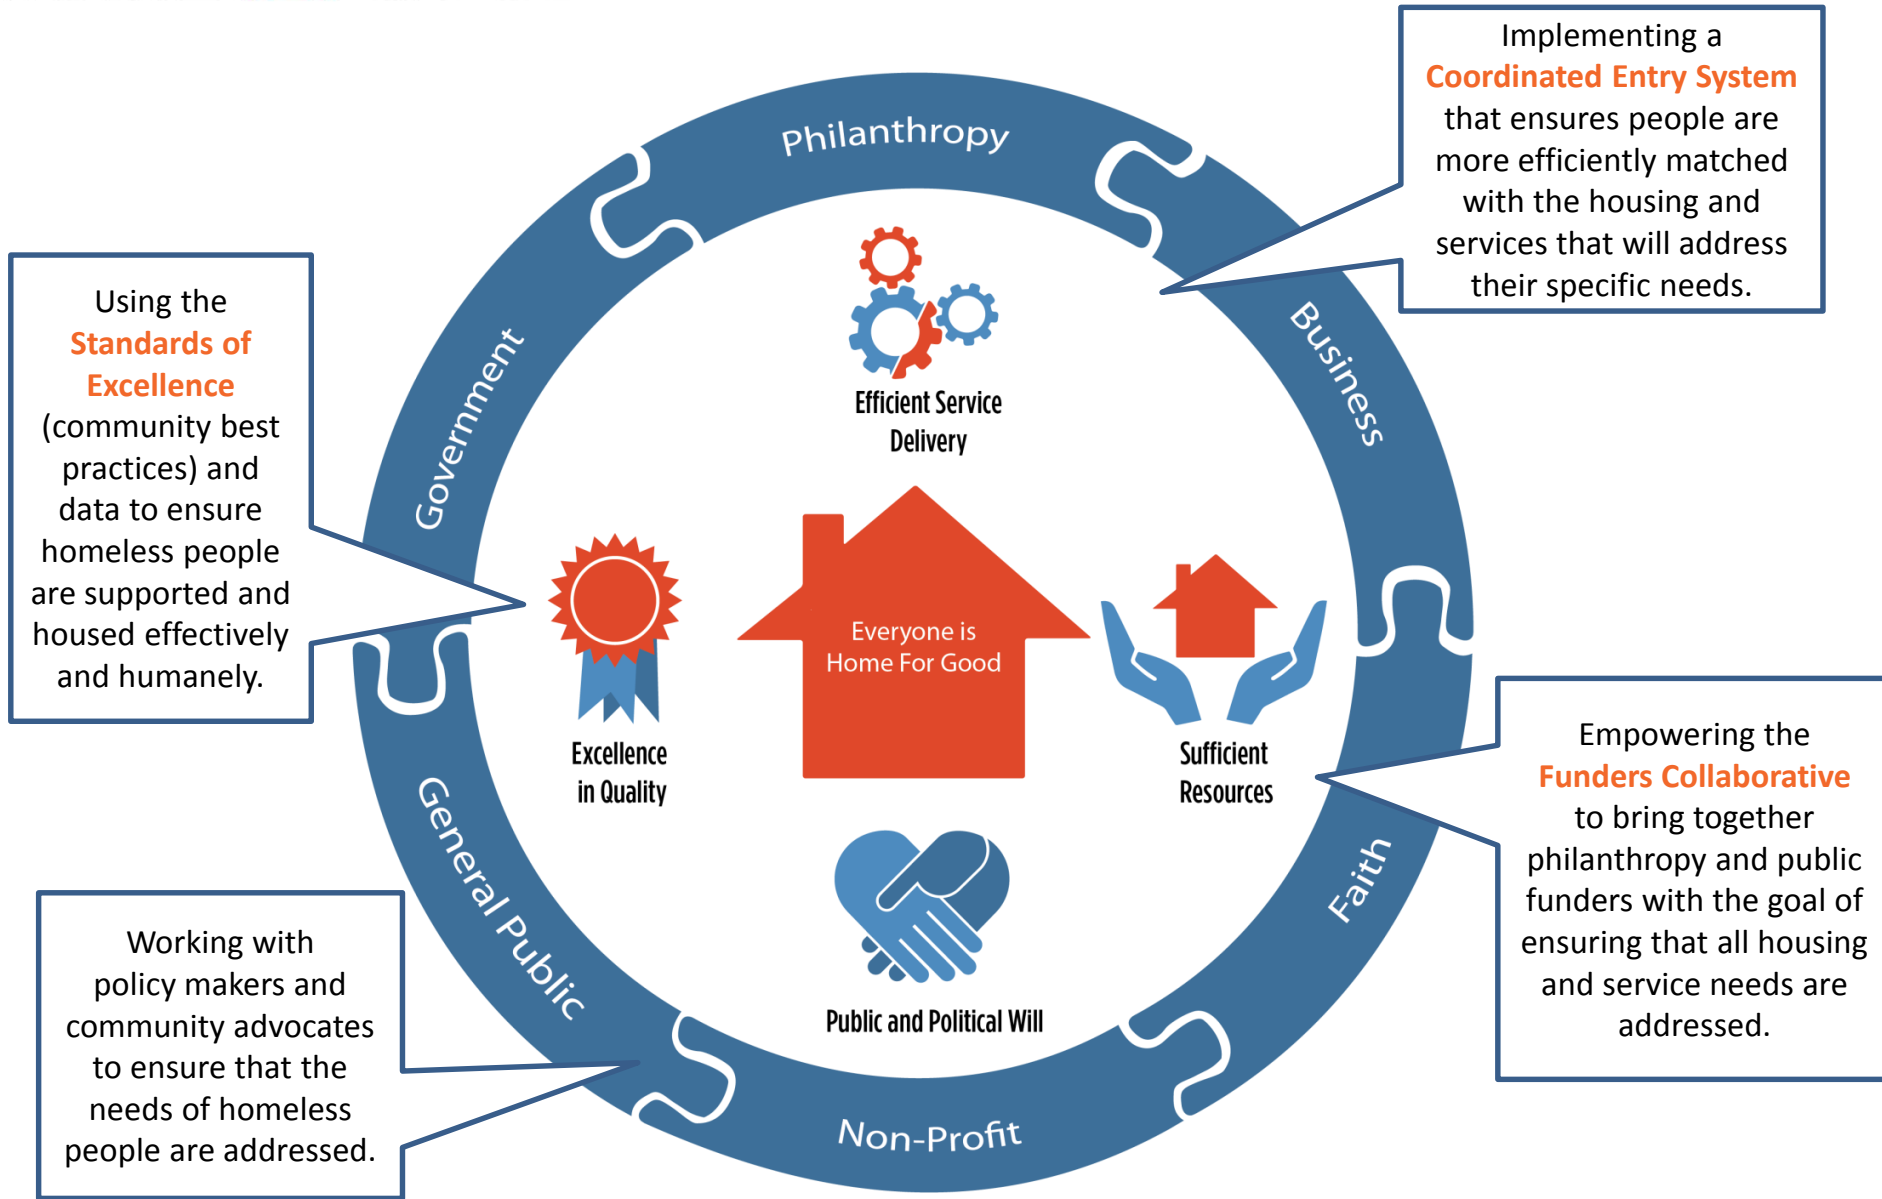 Implementing a
Coordinated Entry System
that ensures people are
more efficiently matched
with the housing and
services that will address
their specific needs.
Philanthropy
Business
Government
Using the
Standards of
Excellence
(community best
practices) and
data to ensure
homeless people
are supported and
housed effectively
and humanely.
Efficient Service
Delivery
Everyone is
Home For Good
Excellence
in Quality
Sufficient
Resources
Empowering the
Funders Collaborative
to bring together
philanthropy and public
funders with the goal of
ensuring that all housing
and service needs are
addressed.
General Public
Faith
Public and Political Will
Working with
policy makers and
community advocates
to ensure that the
needs of homeless
people are addressed.
Non-Profit